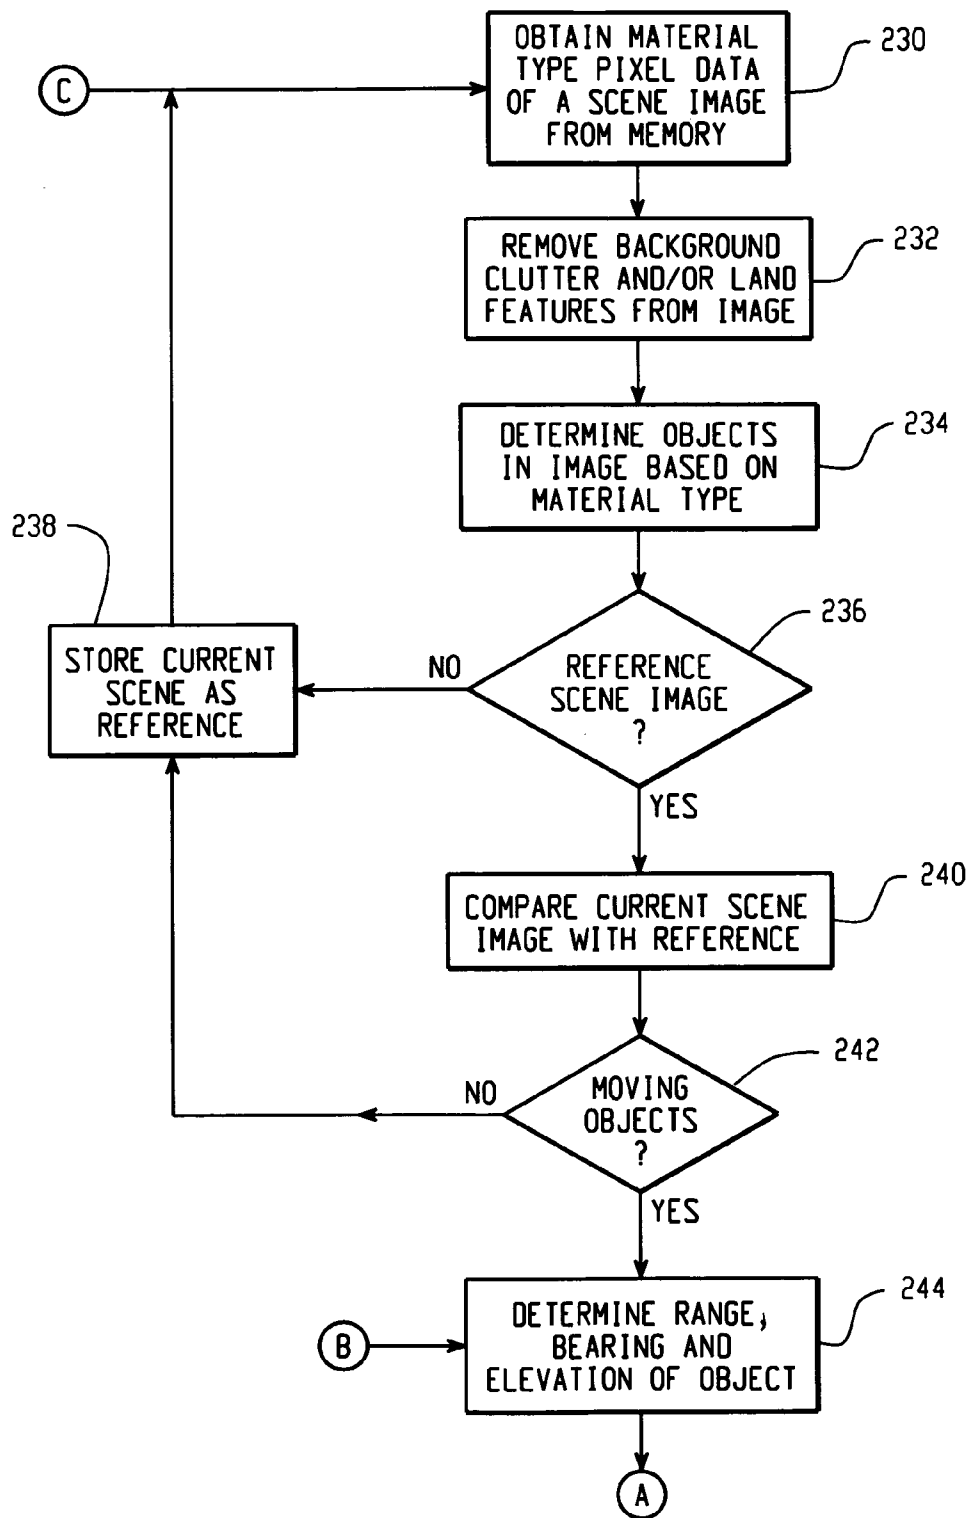 OBTAIN MATERIAL
TYPE PIXEL DATA
OF A SCENE IMAGE
FROM MEMORY
230
C
REMOVE BACKGROUND
CLUTTER AND/OR LAND
FEATURES FROM IMAGE
232
DETERMINE OBJECTS
IN IMAGE BASED ON
MATERIAL TYPE
234
238
STORE CURRENT
SCENE AS
REFERENCE
NO
REFERENCE
SCENE IMAGE
?
236
YES
COMPARE CURRENT SCENE
IMAGE WITH REFERENCE
240
NO
MOVING
OBJECTS
?
242
YES
B
DETERMINE RANGE,
BEARING AND
ELEVATION OF OBJECT
244
A